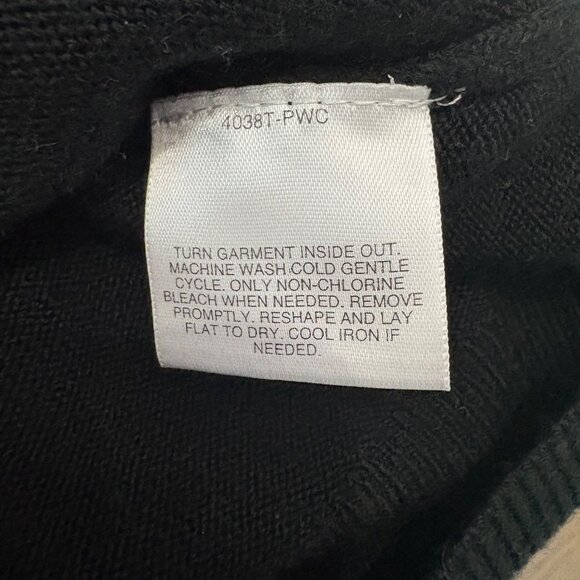 4038T-PWC
TURN GARMENT INSIDE OUT.
MACHINE WASH COLD GENTLE
CYCLE. ONLY NON-CHLORINE
BLEACH WHEN NEEDED. REMOVE
PROMPTLY. RESHAPE AND LAY
FLAT TO DRY. COOL IRON IF
NEEDED.